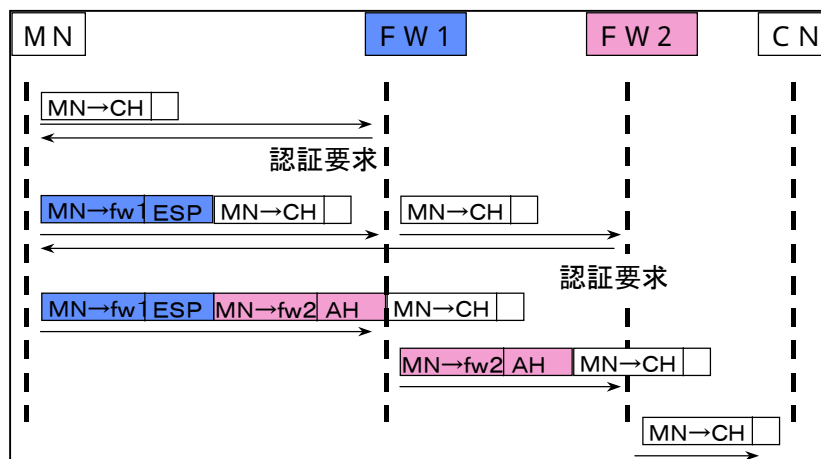 MN FW1 FW2 CN
MN→CH
認証要求
MN→fw1 ESP MN→CH MN→CH
認証要求
MN→fw1 ESP MN→fw2 AH MN→CH
MN→fw2 AH MN→CH
MN→CH